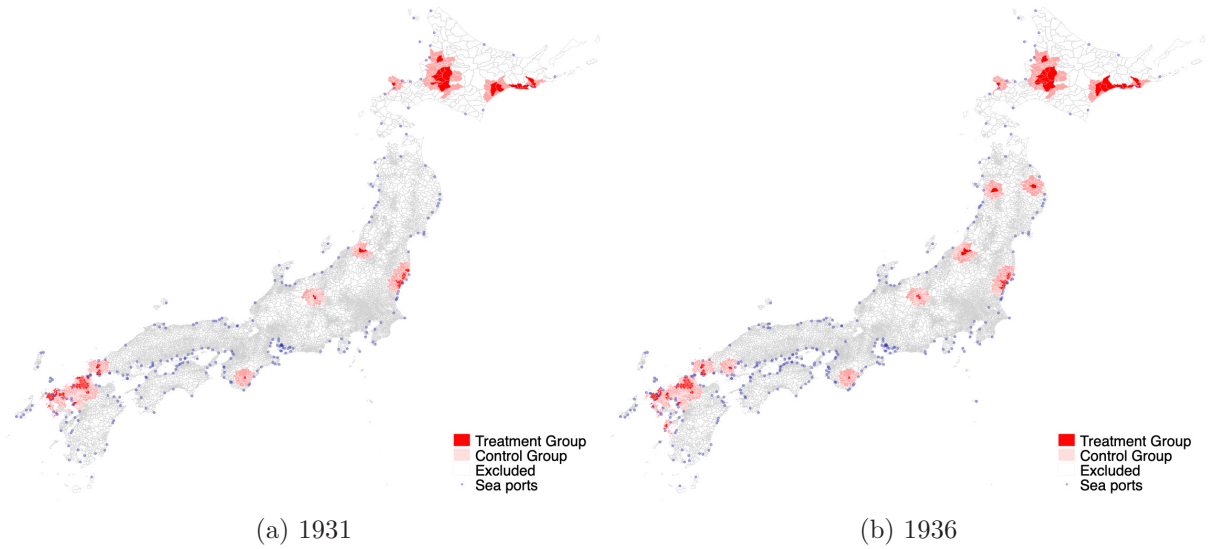 Treatment Group
Control Group
Excluded
Sea ports
Treatment Group
Control Group
Excluded
Sea ports
(a) 1931
(b) 1936